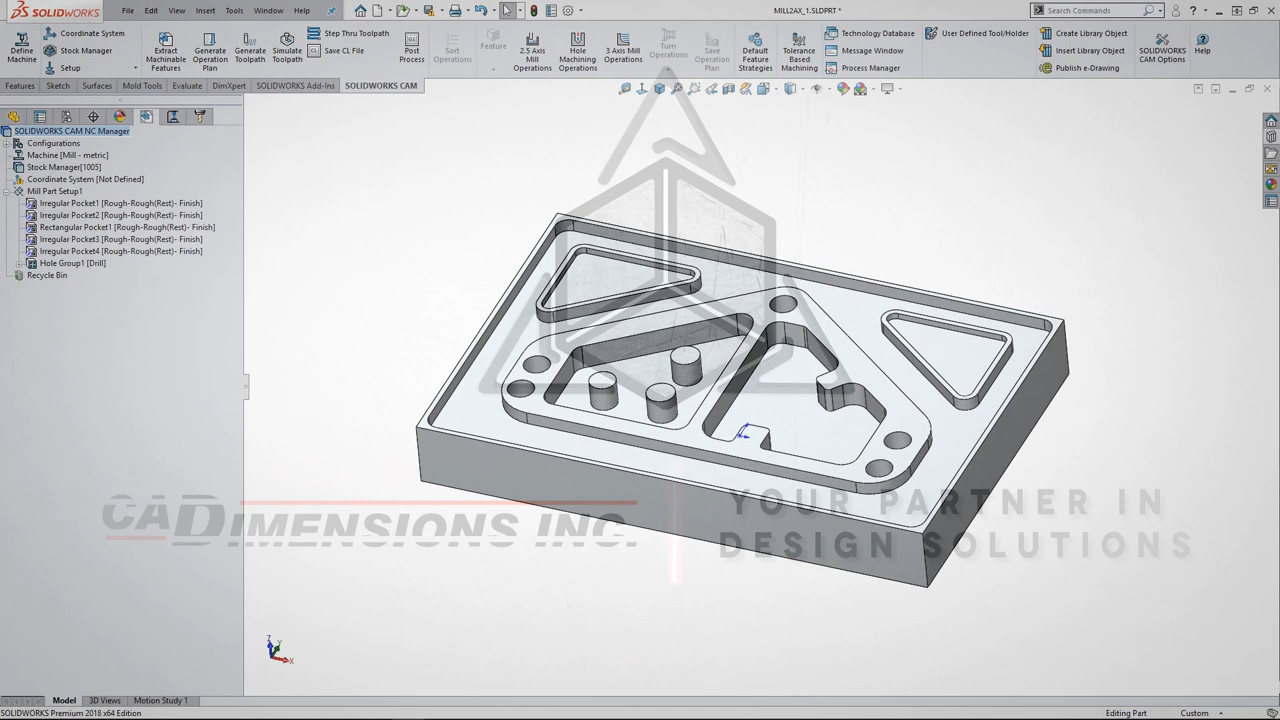 SOLIDWORKS
File
Edit
View
Insert
Tools
Window
Help
MILL2AX_1.SLDPRT *
Search Commands
Define Machine
Coordinate System
Stock Manager
Setup
Extract Machinable Features
Generate Operation Plan
Generate Toolpath
Simulate Toolpath
Step Thru Toolpath
Save CL File
Post Process
Sort Operations
Feature
2.5 Axis Mill Operations
Hole Machining Operations
3 Axis Mill Operations
Turn Operations
Save Operation Plan
Default Feature Strategies
Tolerance Based Machining
Technology Database
Message Window
Process Manager
User Defined Tool/Holder
Create Library Object
Insert Library Object
Publish e-Drawing
SOLIDWORKS CAM Options
Help
Features
Sketch
Surfaces
Mold Tools
Evaluate
DimXpert
SOLIDWORKS Add-Ins
SOLIDWORKS CAM
SOLIDWORKS CAM NC Manager
Configurations
Machine [Mill - metric]
Stock Manager[1005]
Coordinate System [Not Defined]
Mill Part Setup1
Irregular Pocket1 [Rough-Rough(Rest)- Finish]
Irregular Pocket2 [Rough-Rough(Rest)- Finish]
Rectangular Pocket1 [Rough-Rough(Rest)- Finish]
Irregular Pocket3 [Rough-Rough(Rest)- Finish]
Irregular Pocket4 [Rough-Rough(Rest)- Finish]
Hole Group1 [Drill]
Recycle Bin
CADIMENSIONS INC.
YOUR PARTNER IN
DESIGN SOLUTIONS
Z
Y
X
Model
3D Views
Motion Study 1
SOLIDWORKS Premium 2018 x64 Edition
Editing Part
Custom